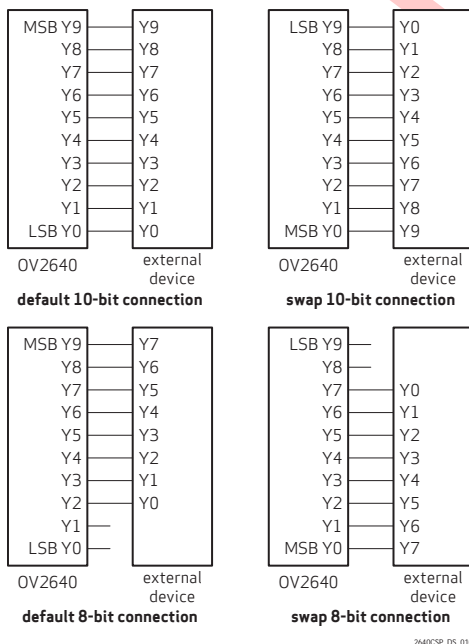 MSB Y9 Y9
Y8 Y8
Y7 Y7
Y6 Y6
Y5 Y5
Y4 Y4
Y3 Y3
Y2 Y2
Y1 Y1
LSB Y0 Y0
OV2640 external
device
default 10-bit connection
LSB Y9 Y0
Y8 Y1
Y7 Y2
Y6 Y3
Y5 Y4
Y4 Y5
Y3 Y6
Y2 Y7
Y1 Y8
MSB Y0 Y9
OV2640 external
device
swap 10-bit connection
MSB Y9 Y7
Y8 Y6
Y7 Y5
Y6 Y4
Y5 Y3
Y4 Y2
Y3 Y1
Y2 Y0
Y1
LSB Y0
OV2640 external
device
default 8-bit connection
LSB Y9
Y8
Y7 Y0
Y6 Y1
Y5 Y2
Y4 Y3
Y3 Y4
Y2 Y5
Y1 Y6
MSB Y0 Y7
OV2640 external
device
swap 8-bit connection